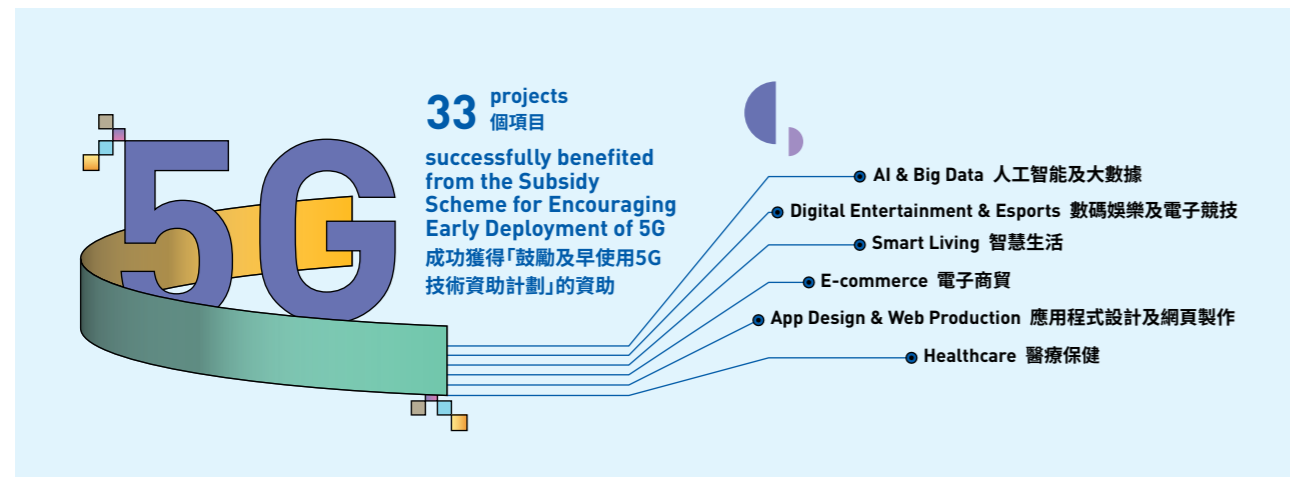 5G
33 projects
個項目
successfully benefited
from the Subsidy
Scheme for Encouraging
Early Deployment of 5G
成功獲得「鼓勵及早使用5G
技術資助計劃」的資助
AI & Big Data 人工智能及大數據
Digital Entertainment & Esports 數碼娛樂及電子競技
Smart Living 智慧生活
E-commerce 電子商貿
App Design & Web Production 應用程式設計及網頁製作
Healthcare 醫療保健